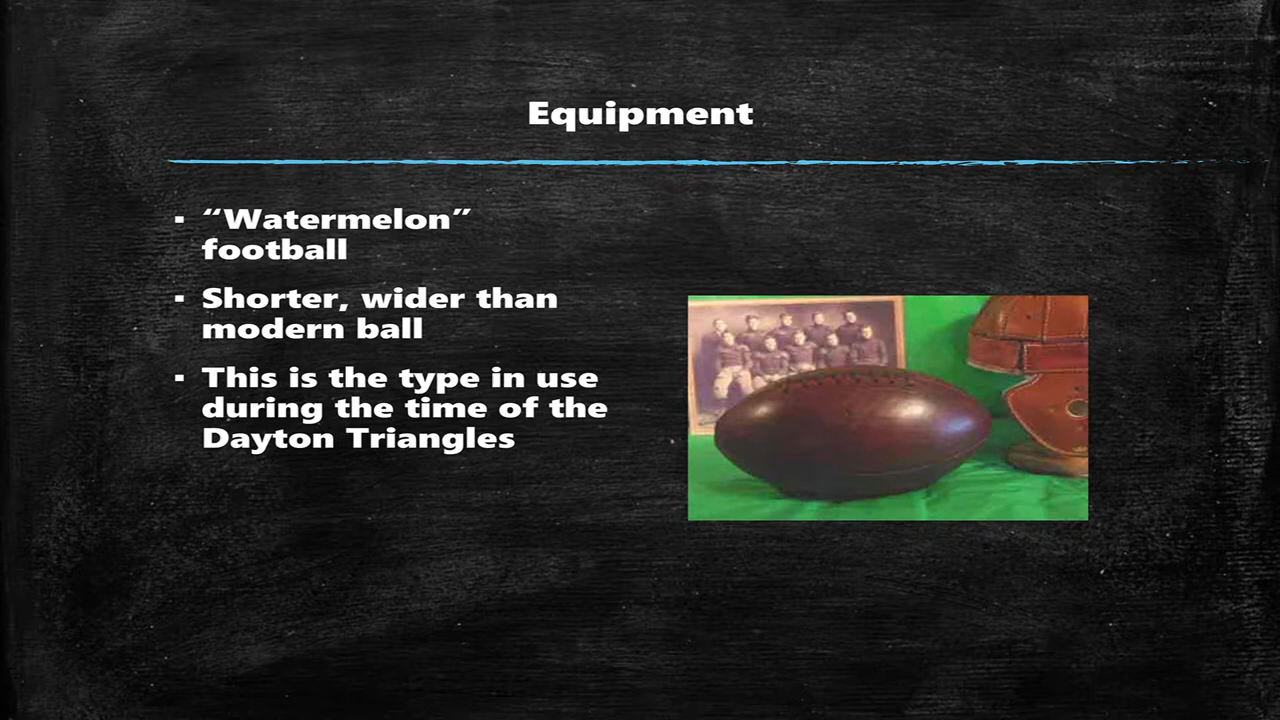 Equipment
▪ “Watermelon”
football
▪ Shorter, wider than
modern ball
▪ This is the type in use
during the time of the
Dayton Triangles